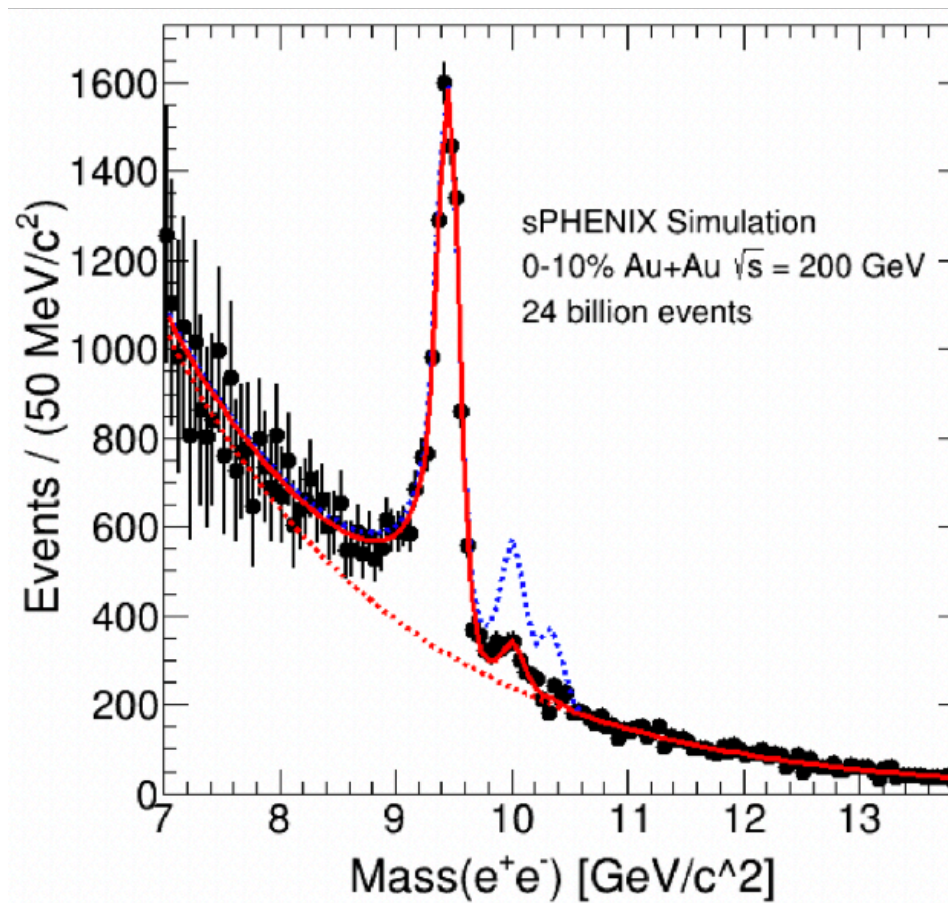 Events / (50 MeV/c²)
1600
1400
1200
1000
800
600
400
200
0
sPHENIX Simulation
0-10% Au+Au √s = 200 GeV
24 billion events
7 8 9 10 11 12 13
Mass(e⁺e⁻) [GeV/c^2]